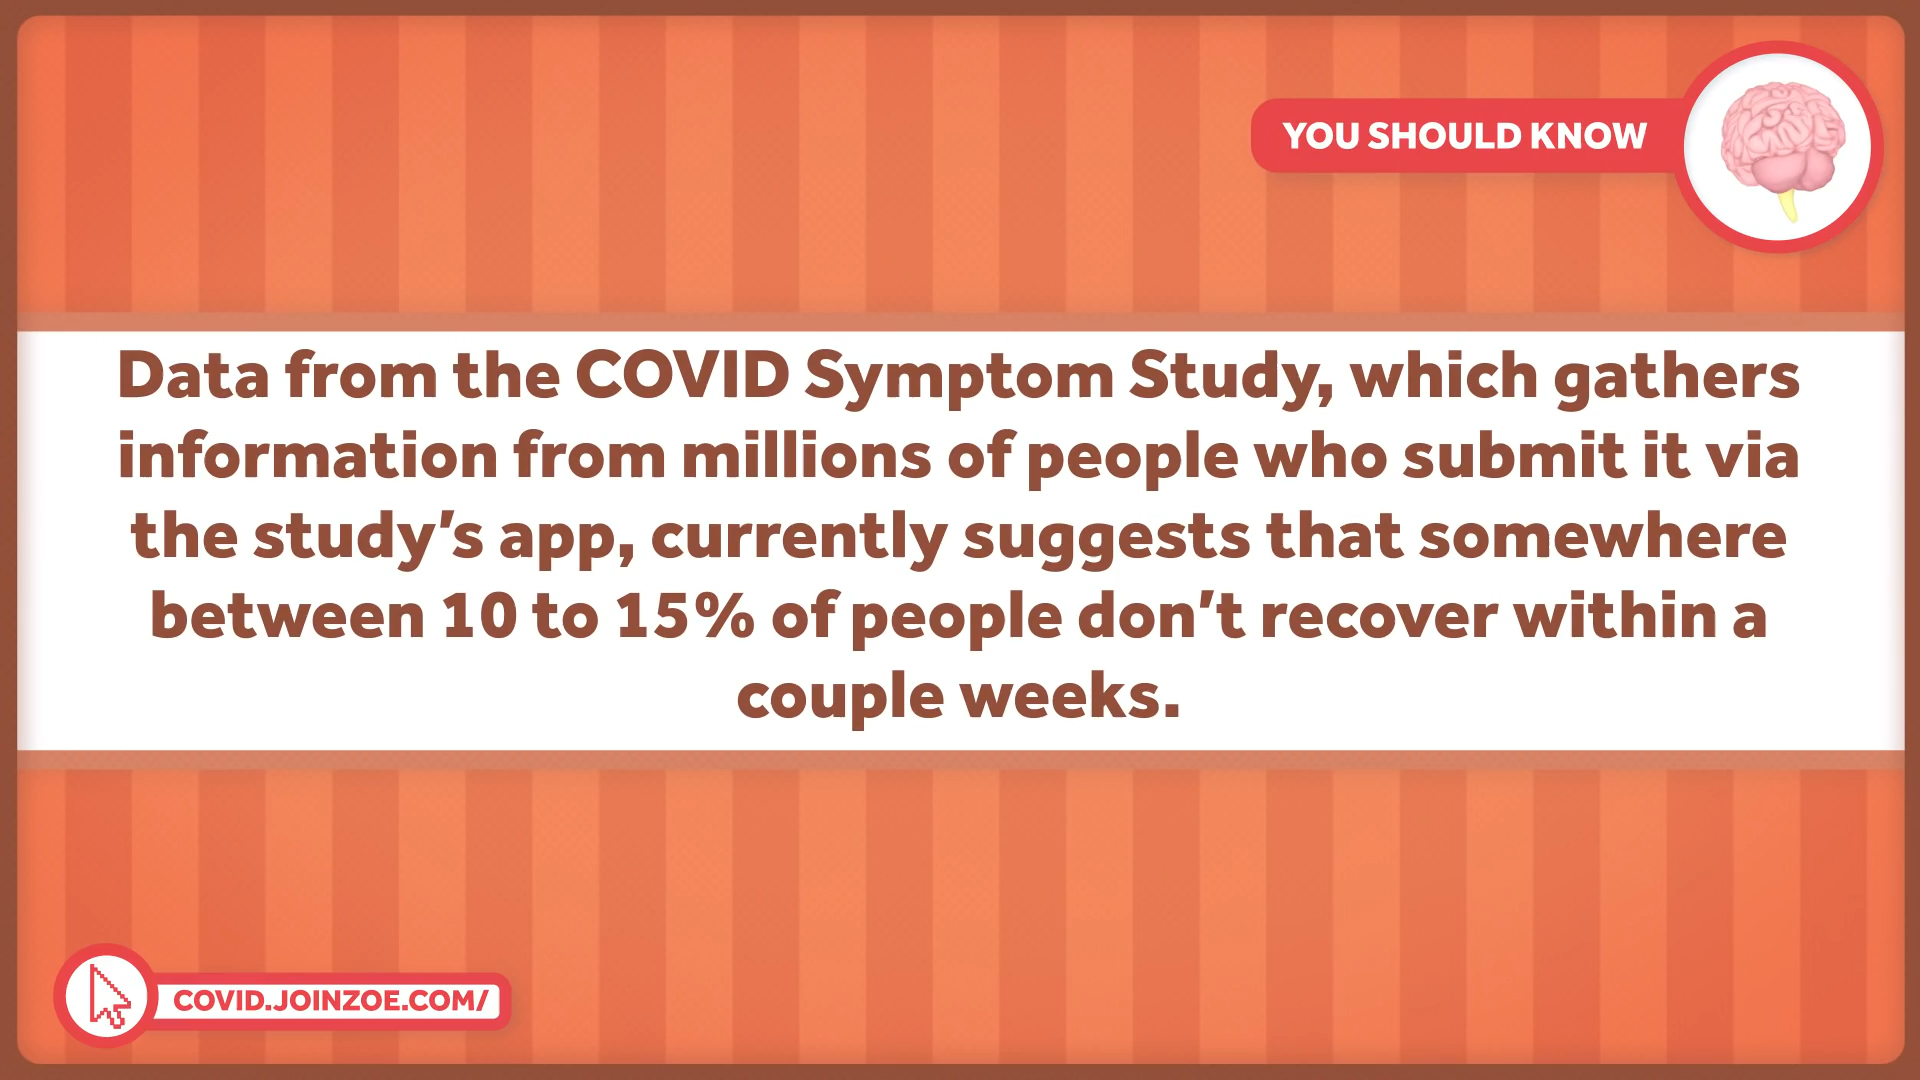 YOU SHOULD KNOW
Data from the COVID Symptom Study, which gathers
information from millions of people who submit it via
the study's app, currently suggests that somewhere
between 10 to 15% of people don't recover within a
couple weeks.
COVID.JOINZOE.COM/